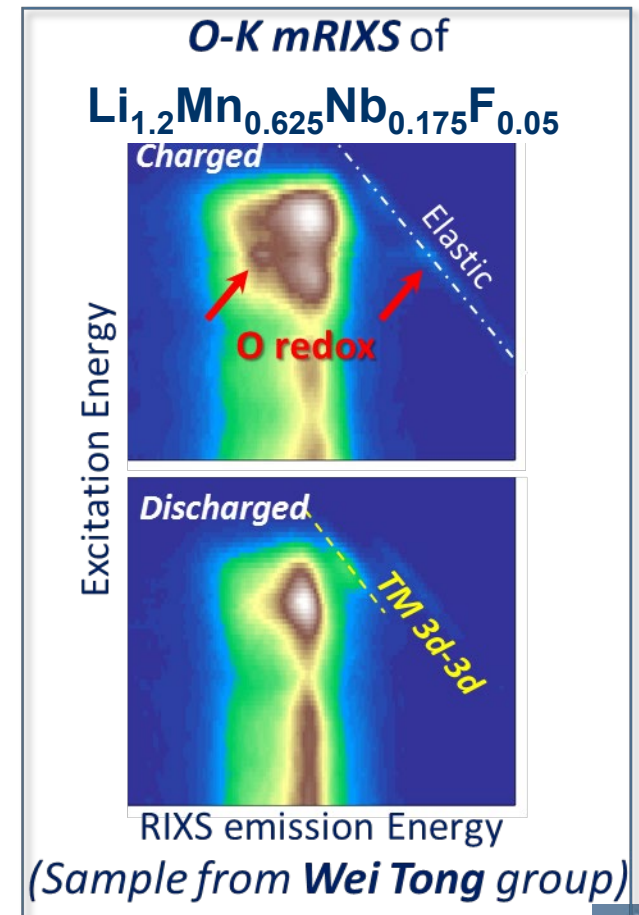 O-K mRIXS of
Li₁.₂Mn₀.₆₂₅Nb₀.₁₇₅F₀.₀₅
Charged
Elastic
O redox
Excitation Energy
Discharged
TM 3d-3d
RIXS emission Energy
(Sample from Wei Tong group)